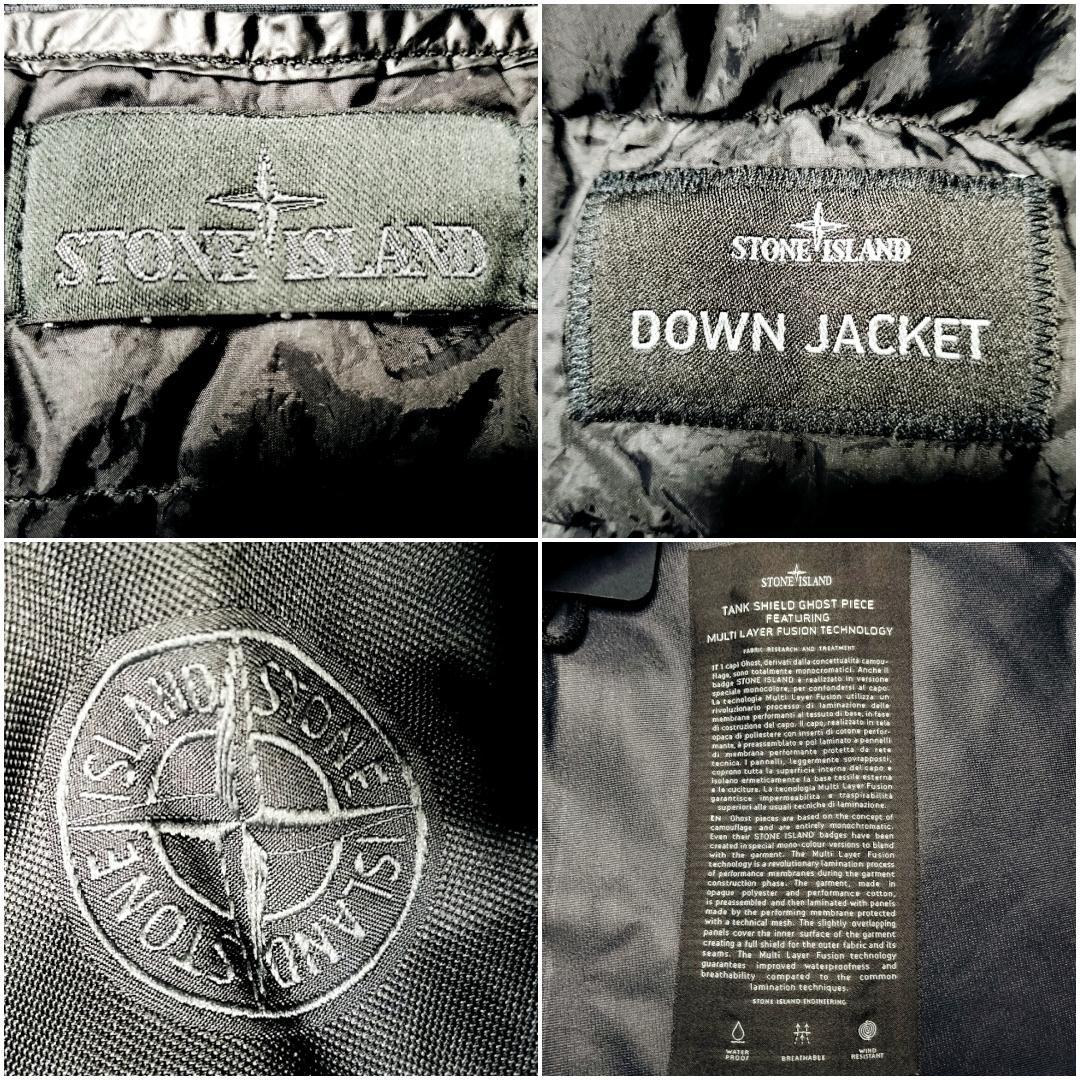 STONE ISLAND
STONE ISLAND
DOWN JACKET
STONE ISLAND
STONE ISLAND
STONE ISLAND
TANK SHIELD GHOST PIECE
FEATURING
MULTI LAYER FUSION TECHNOLOGY
FABRIC RESEARCH AND TREATMENT
IT I capi Ghost, derivati dalla concettualità camou-
flage, sono totalmente monocromatici. Anche il
badge STONE ISLAND è realizzato in versione
speciale monocolore, per confondersi al capo.
La tecnologia Multi Layer Fusion utilizza un
rivoluzionario processo di laminazione delle
membrane performanti al tessuto di base, in fase
di costruzione del capo. Il capo, realizzato in tela
opaca di poliestere con inserti di cotone perfor-
mante, è preassemblato e poi laminato a pannelli
di membrana performante protetta da rete
tecnica. I pannelli, leggermente sovrapposti,
coprono tutta la superficie interna del capo e
isolano ermeticamente la base tessile esterna
e le cuciture. La tecnologia Multi Layer Fusion
garantisce impermeabilità e traspirabilità
superiori alle usuali tecniche di laminazione.
EN Ghost pieces are based on the concept of
camouflage and are entirely monochromatic.
Even their STONE ISLAND badges have been
created in special mono-colour versions to blend
with the garment. The Multi Layer Fusion
technology is a revolutionary lamination process
of performance membranes during the garment
construction phase. The garment, made in
opaque polyester and performance cotton,
is preassembled and then laminated with panels
made by the performing membrane protected
with a technical mesh. The slightly overlapping
panels cover the inner surface of the garment
creating a full shield for the outer fabric and its
seams. The Multi Layer Fusion technology
guarantees improved waterproofness and
breathability compared to the common
lamination techniques.
STONE ISLAND ENGINEERING
WATER
PROOF
BREATHABLE
WIND
RESISTANT